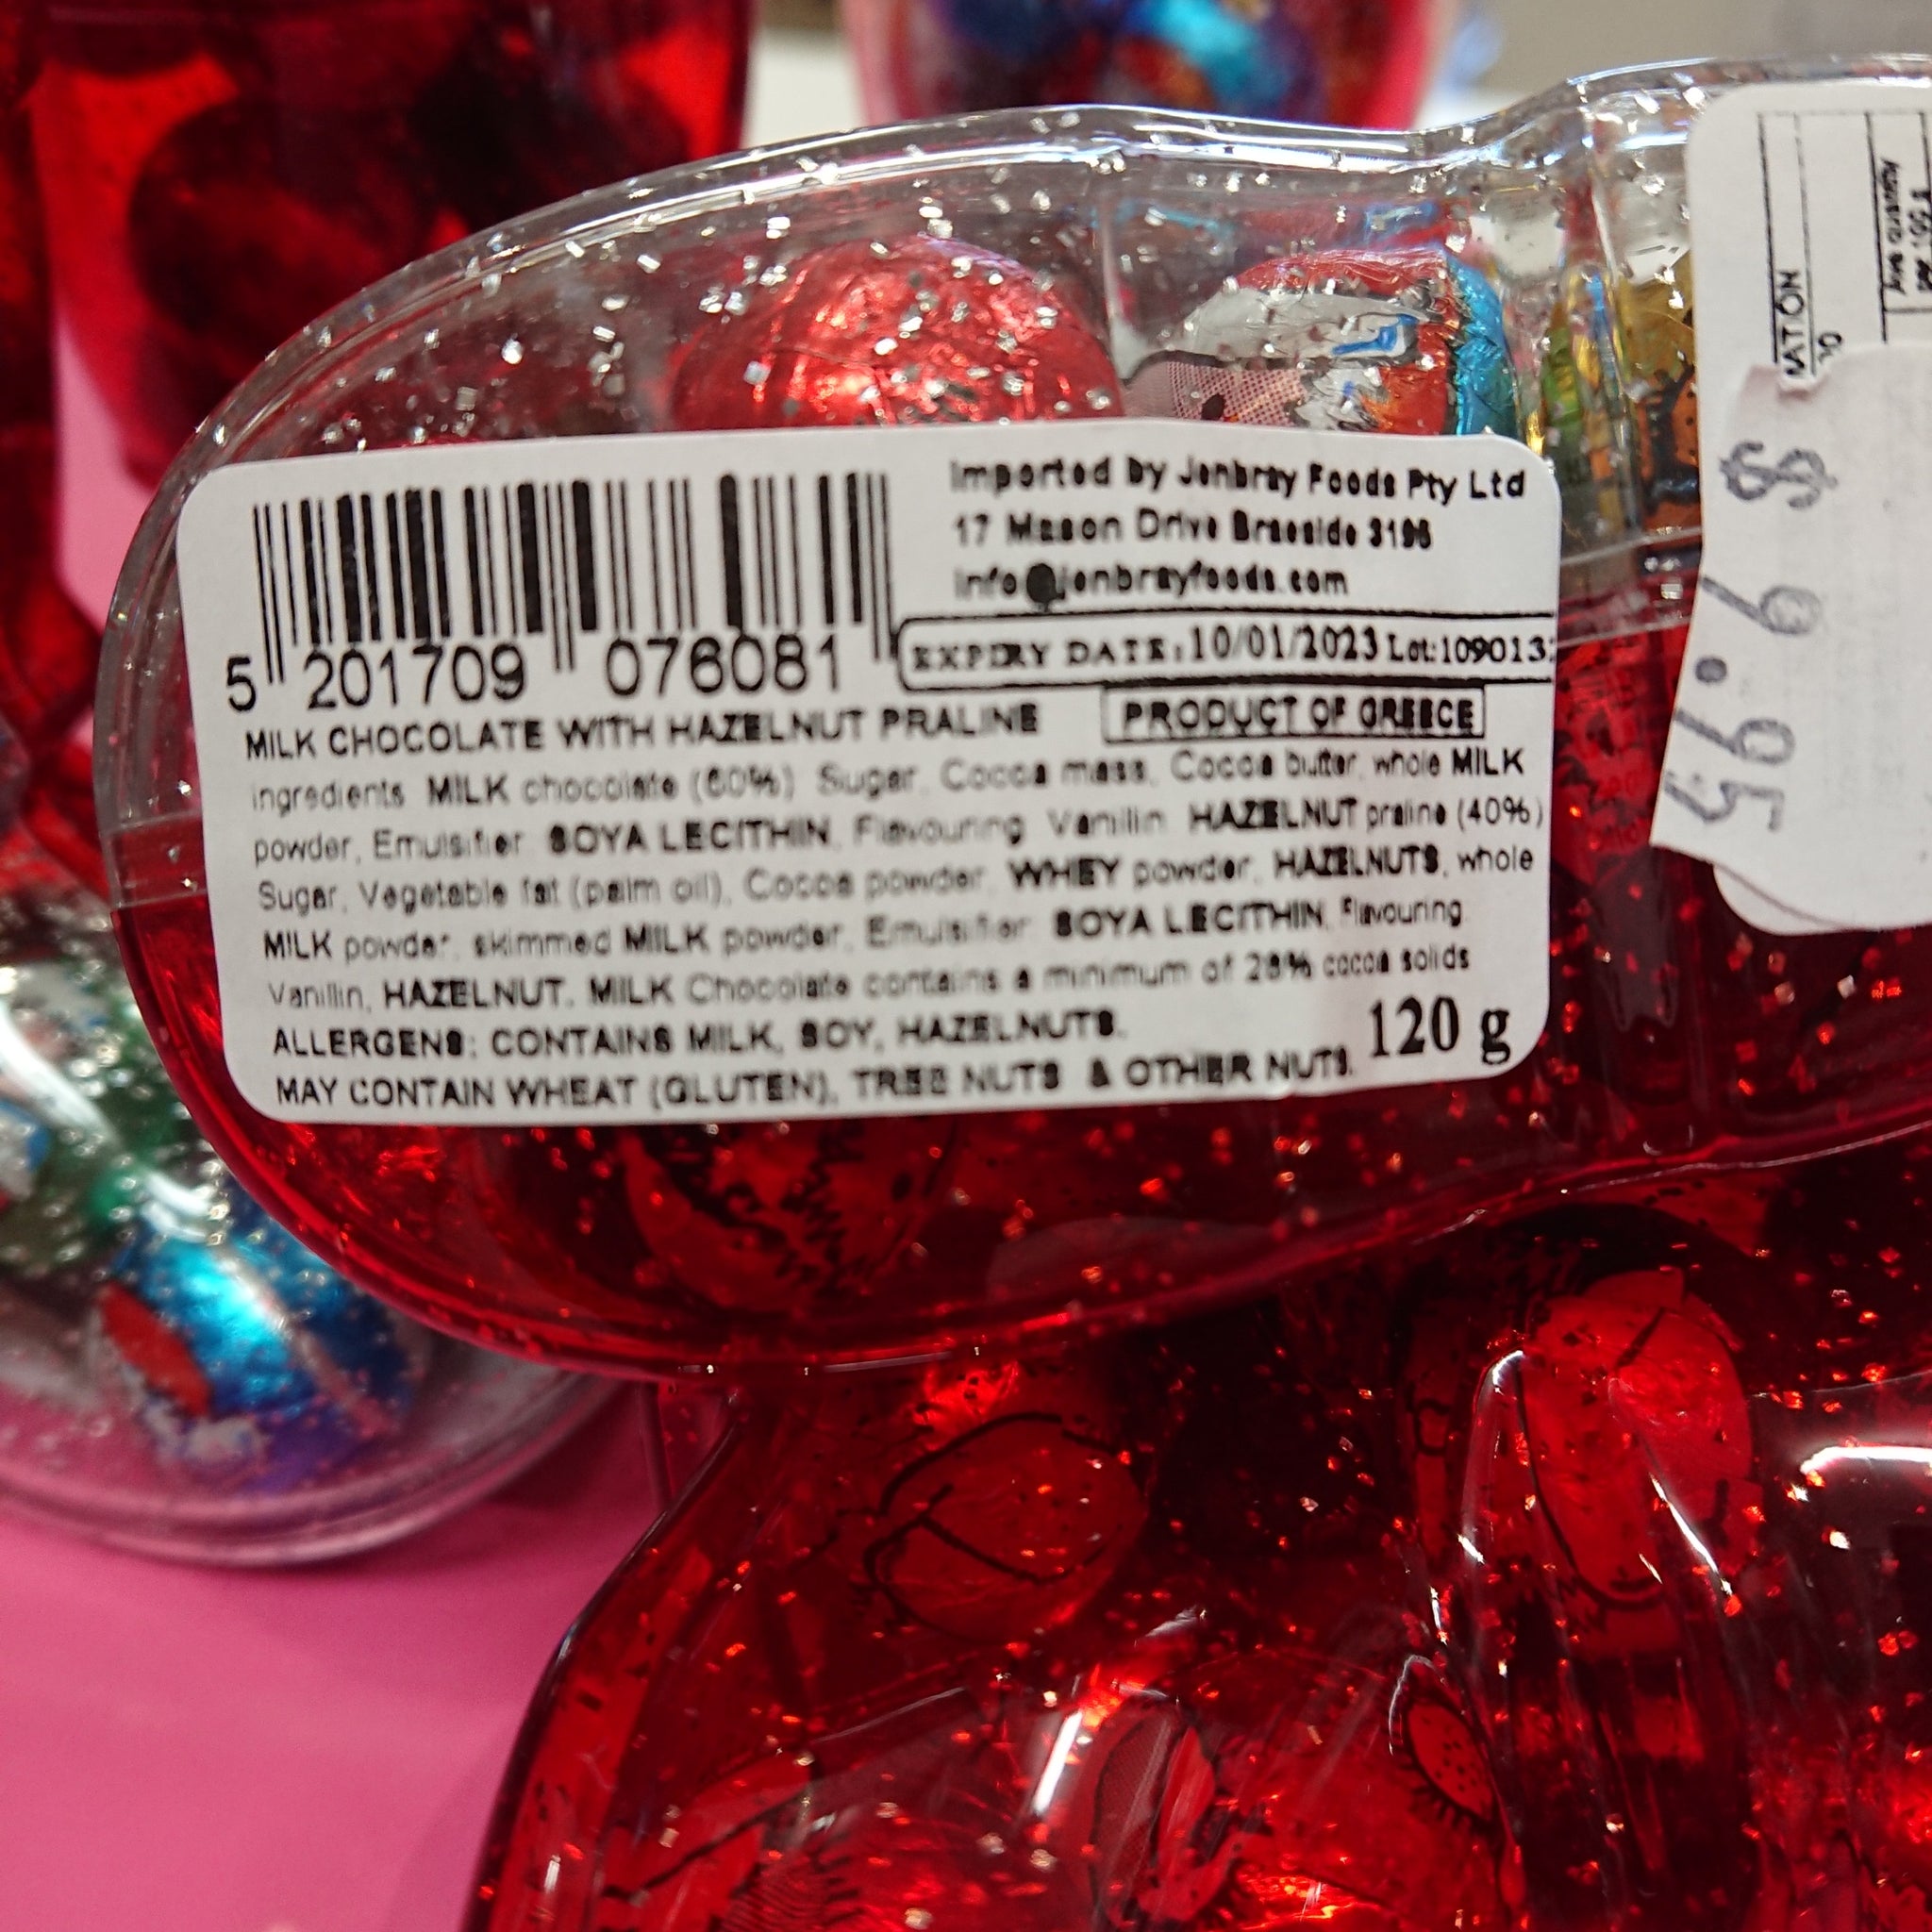 Imported by Jenbray Foods Pty Ltd
17 Mason Drive Braeside 3196
info@jenbrayfoods.com
5 201709 076081
EXPIRY DATE: 10/01/2023 Lot:109013
PRODUCT OF GREECE
MILK CHOCOLATE WITH HAZELNUT PRALINE
ingredients MILK chocolate (60%) Sugar, Cocoa mass, Cocoa butter, whole MILK
powder, Emulsifier SOYA LECITHIN, Flavouring Vanillin HAZELNUT praline (40%)
Sugar, Vegetable fat (palm oil), Cocoa powder, WHEY powder, HAZELNUTS, whole
MILK powder, skimmed MILK powder, Emulsifier SOYA LECITHIN, Flavouring
Vanillin, HAZELNUT. MILK Chocolate contains a minimum of 28% cocoa solids
ALLERGENS: CONTAINS MILK, SOY, HAZELNUTS.
MAY CONTAIN WHEAT (GLUTEN), TREE NUTS & OTHER NUTS.
120 g
Ave quantity
per 100 g
$ 9.95